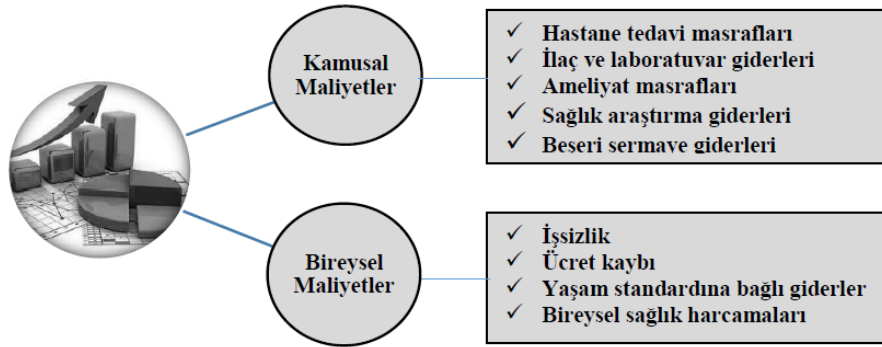 Kamusal
Maliyetler
✓ Hastane tedavi masrafları
✓ İlaç ve laboratuvar giderleri
✓ Ameliyat masrafları
✓ Sağlık araştırma giderleri
✓ Beşeri sermaye giderleri
Bireysel
Maliyetler
✓ İşsizlik
✓ Ücret kaybı
✓ Yaşam standardına bağlı giderler
✓ Bireysel sağlık harcamaları